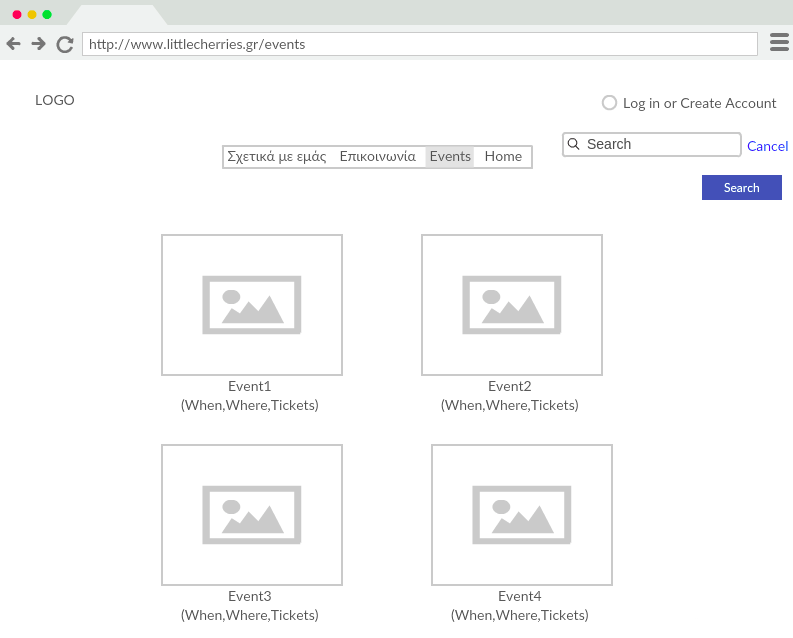 http://www.littlecherries.gr/events
LOGO
Log in or Create Account
Search
Cancel
Σχετικά με εμάς Επικοινωνία Events Home
Search
Event1
(When,Where,Tickets)
Event2
(When,Where,Tickets)
Event3
(When,Where,Tickets)
Event4
(When,Where,Tickets)